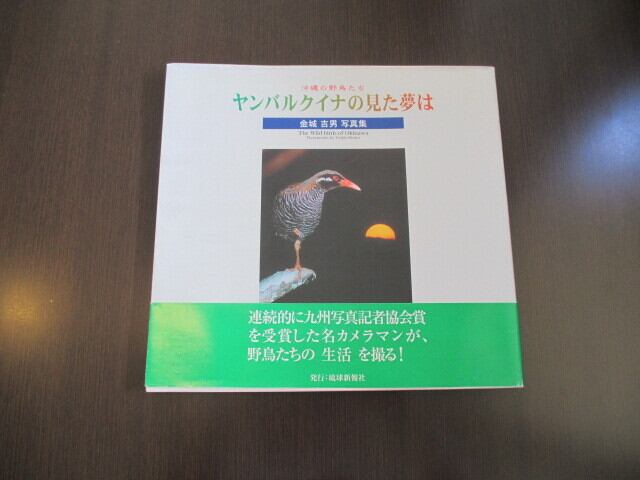 沖縄の野鳥たち
ヤンバルクイナの見た夢は
金城 吉男 写真集
The Wild birds of Okinawa
連続的に九州写真記者協会賞
を受賞した名カメラマンが、
野鳥たちの 生活 を撮る!
発行:琉球新報社